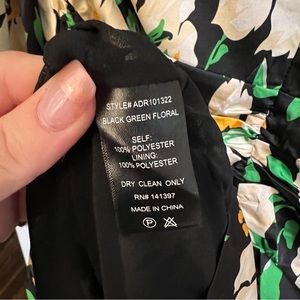 STYLE# ADR101322
BLACK GREEN FLORAL
SELF:
100% POLYESTER
LINING:
100% POLYESTER
DRY CLEAN ONLY
RN# 141397
MADE IN CHINA
P